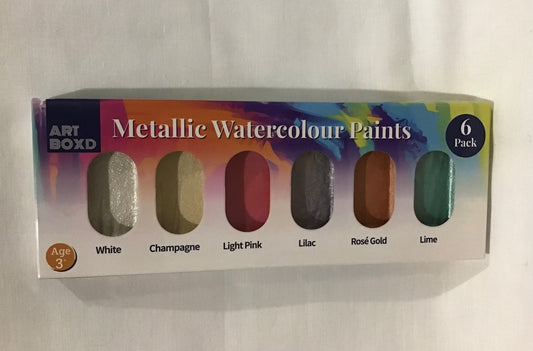 ART
BOXD
Metallic Watercolour Paints
6
Pack
White
Champagne
Light Pink
Lilac
Rosé Gold
Lime
Age
3+